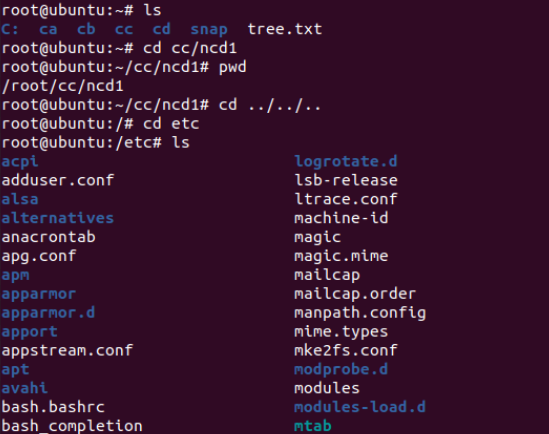 root@ubuntu:~# ls
C:  ca  cb  cc  cd  snap  tree.txt
root@ubuntu:~# cd cc/ncd1
root@ubuntu:~/cc/ncd1# pwd
/root/cc/ncd1
root@ubuntu:~/cc/ncd1# cd ../../..
root@ubuntu:/# cd etc
root@ubuntu:/etc# ls
acpi                           logrotate.d
adduser.conf                   lsb-release
alsa                           ltrace.conf
alternatives                   machine-id
anacrontab                     magic
apg.conf                       magic.mime
apm                            mailcap
apparmor                       mailcap.order
apparmor.d                     manpath.config
apport                         mime.types
appstream.conf                 mke2fs.conf
apt                            modprobe.d
avahi                          modules
bash.bashrc                    modules-load.d
bash_completion                mtab